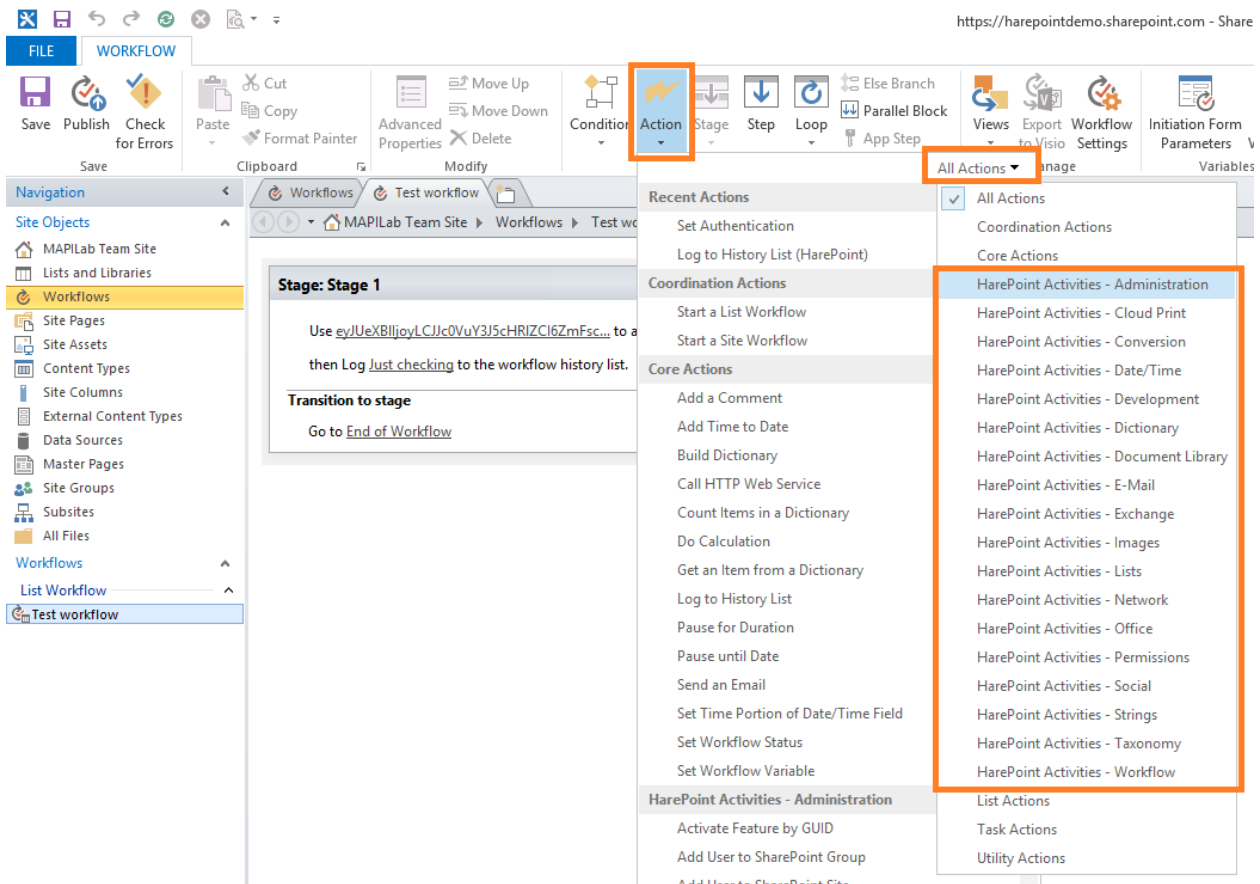 https://harepointdemo.sharepoint.com - Share
FILE
WORKFLOW
Save
Publish
Check
for Errors
Save
Paste
Cut
Copy
Format Painter
Clipboard
Advanced
Properties
Move Up
Move Down
Delete
Modify
Condition
Action
Stage
Step
Loop
Else Branch
Parallel Block
App Step
Views
Export
to Visio
Workflow
Settings
Initiation Form
Parameters
Variables
All Actions
Navigation
Site Objects
MAPILab Team Site
Lists and Libraries
Workflows
Site Pages
Site Assets
Content Types
Site Columns
External Content Types
Data Sources
Master Pages
Site Groups
Subsites
All Files
Workflows
List Workflow
Test workflow
Workflows
Test workflow
MAPILab Team Site
Workflows
Stage: Stage 1
to a
then Log Just checking to the workflow history list.
Transition to stage
Go to End of Workflow
Recent Actions
Set Authentication
Log to History List (HarePoint)
Coordination Actions
Start a List Workflow
Start a Site Workflow
Core Actions
Add a Comment
Add Time to Date
Build Dictionary
Call HTTP Web Service
Count Items in a Dictionary
Do Calculation
Get an Item from a Dictionary
Log to History List
Pause for Duration
Pause until Date
Send an Email
Set Time Portion of Date/Time Field
Set Workflow Status
Set Workflow Variable
HarePoint Activities - Administration
Activate Feature by GUID
Add User to SharePoint Group
All Actions
Coordination Actions
Core Actions
HarePoint Activities - Administration
HarePoint Activities - Cloud Print
HarePoint Activities - Conversion
HarePoint Activities - Date/Time
HarePoint Activities - Development
HarePoint Activities - Dictionary
HarePoint Activities - Document Library
HarePoint Activities - E-Mail
HarePoint Activities - Exchange
HarePoint Activities - Images
HarePoint Activities - Lists
HarePoint Activities - Network
HarePoint Activities - Office
HarePoint Activities - Permissions
HarePoint Activities - Social
HarePoint Activities - Strings
HarePoint Activities - Taxonomy
HarePoint Activities - Workflow
List Actions
Task Actions
Utility Actions